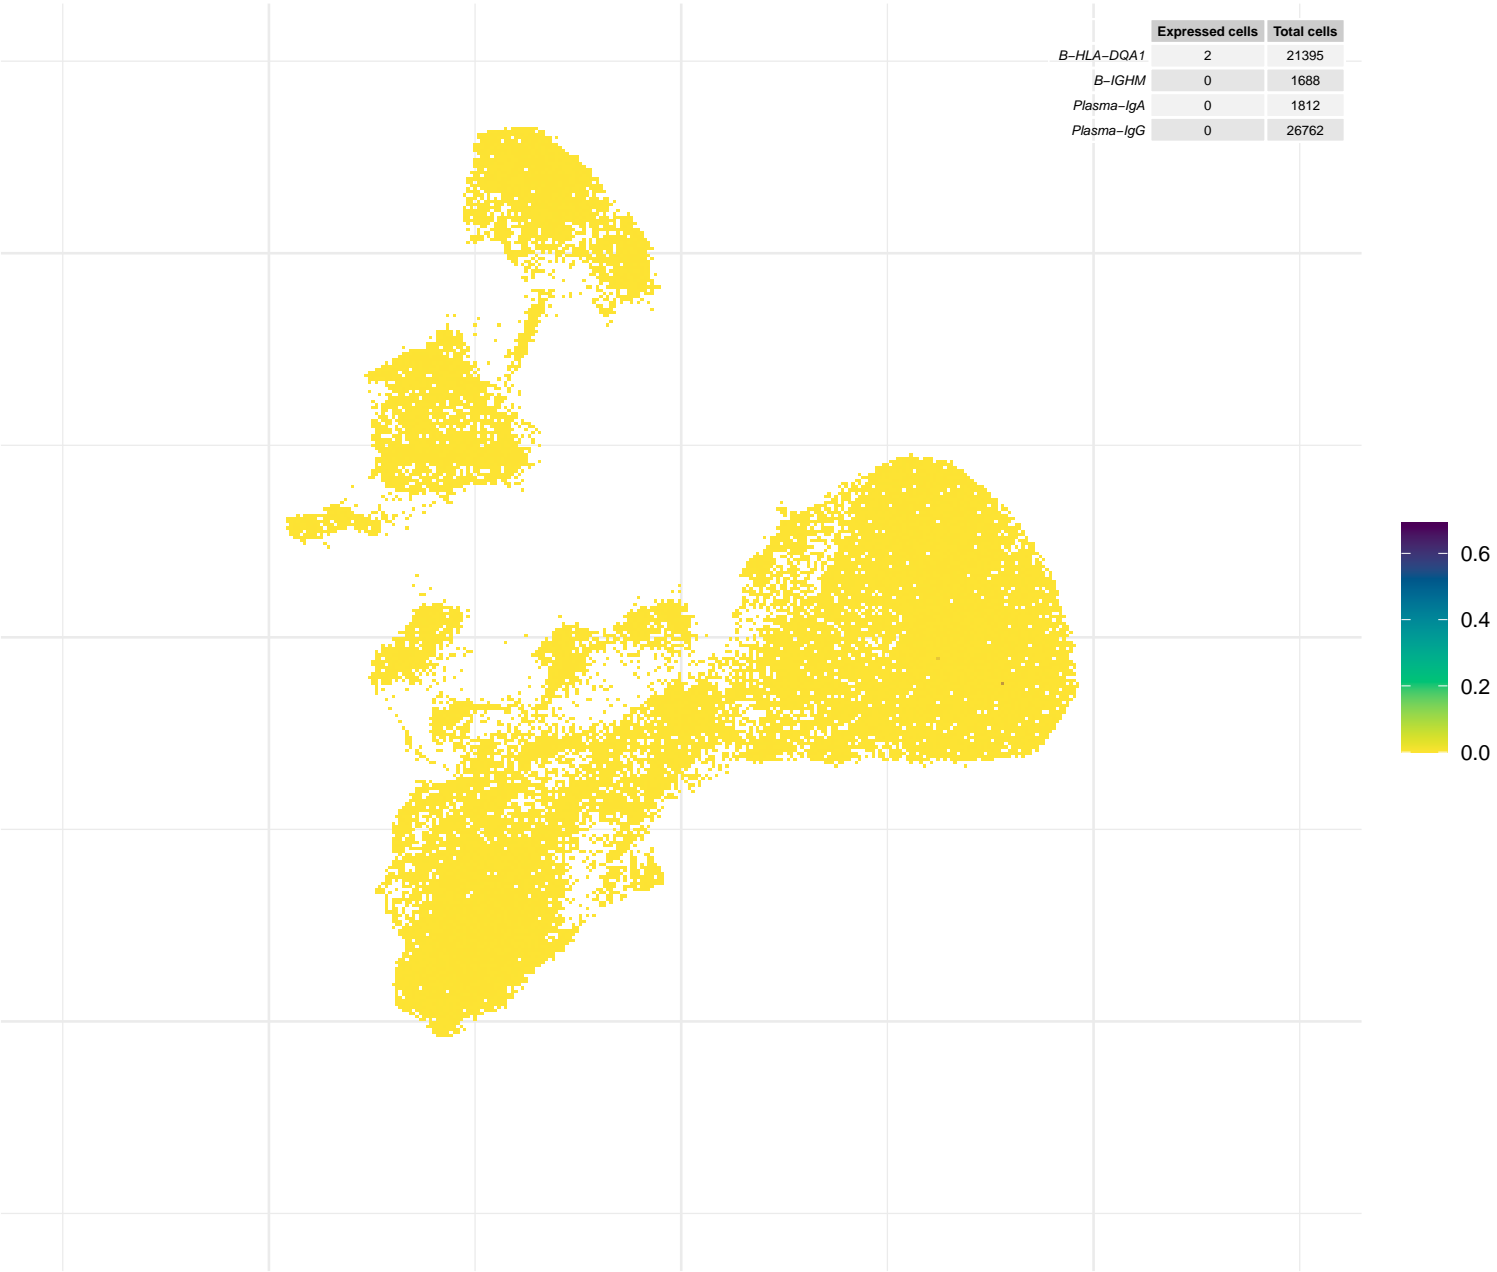 Expressed cells Total cells
B−HLA−DQA1 2 21395
B−IGHM 0 1688
Plasma−IgA 0 1812
Plasma−IgG 0 26762
0.6
0.4
0.2
0.0